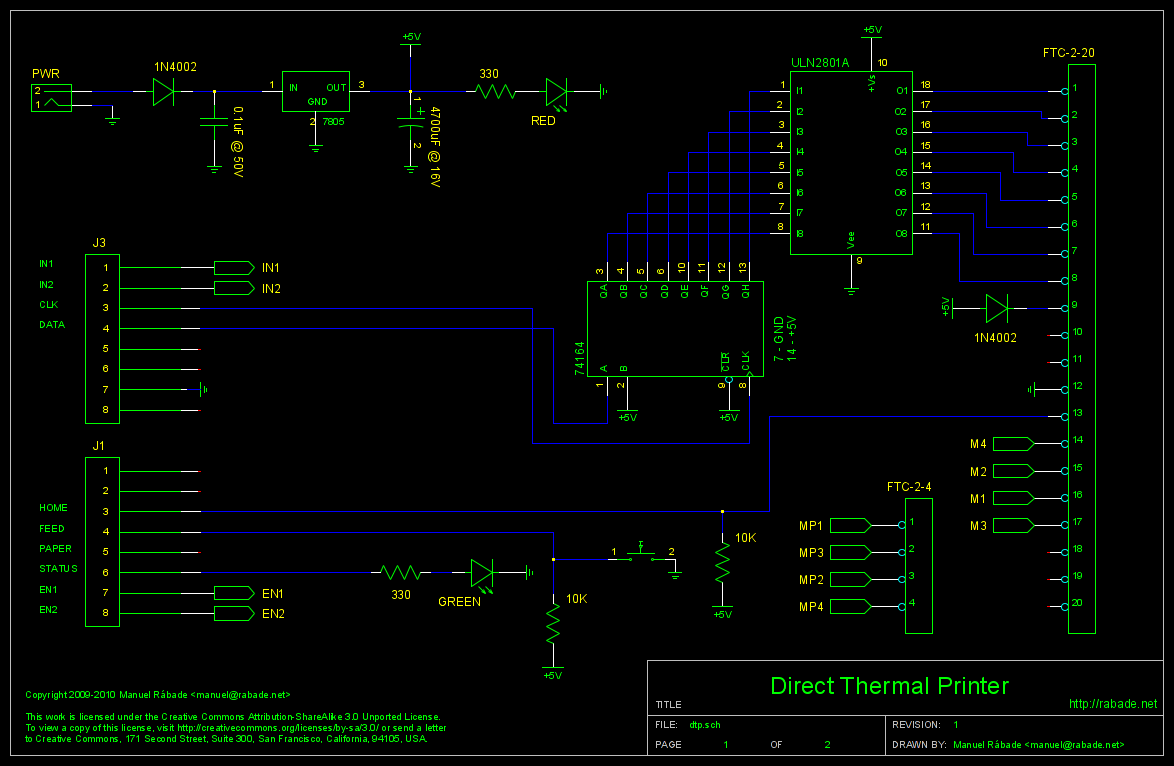 PWR
2
1
1N4002
0.1uF @ 50V
1
IN
OUT
3
GND
2
7805
+5V
1
+
2
4700uF @ 16V
330
RED
+5V
10
ULN2801A
+Vs
1 I1
2 I2
3 I3
4 I4
5 I5
6 I6
7 I7
8 I8
O1 18
O2 17
O3 16
O4 15
O5 14
O6 13
O7 12
O8 11
Vee
9
FTC-2-20
1
2
3
4
5
6
7
8
9
10
11
12
13
14
15
16
17
18
19
20
+5V
1N4002
M4
M2
M1
M3
J3
IN1 1 IN1
IN2 2 IN2
CLK 3
DATA 4
5
6
7
8
3 4 5 6 10 11 12 13
QA QB QC QD QE QF QG QH
74164
A B CLR CLK
1 2 9 8
+5V
+5V
7 - GND
14 - +5V
J1
1
2
HOME 3
FEED 4
PAPER 5
STATUS 6
EN1 7 EN1
EN2 8 EN2
330
GREEN
10K
+5V
1 2
10K
+5V
FTC-2-4
MP1 1
MP3 2
MP2 3
MP4 4
Copyright 2009-2010 Manuel Rábade <manuel@rabade.net>
This work is licensed under the Creative Commons Attribution-ShareAlike 3.0 Unported License.
To view a copy of this license, visit http://creativecommons.org/licenses/by-sa/3.0/ or send a letter
to Creative Commons, 171 Second Street, Suite 300, San Francisco, California, 94105, USA.
Direct Thermal Printer
TITLE
http://rabade.net
FILE: dtp.sch
REVISION: 1
PAGE 1 OF 2
DRAWN BY: Manuel Rábade <manuel@rabade.net>